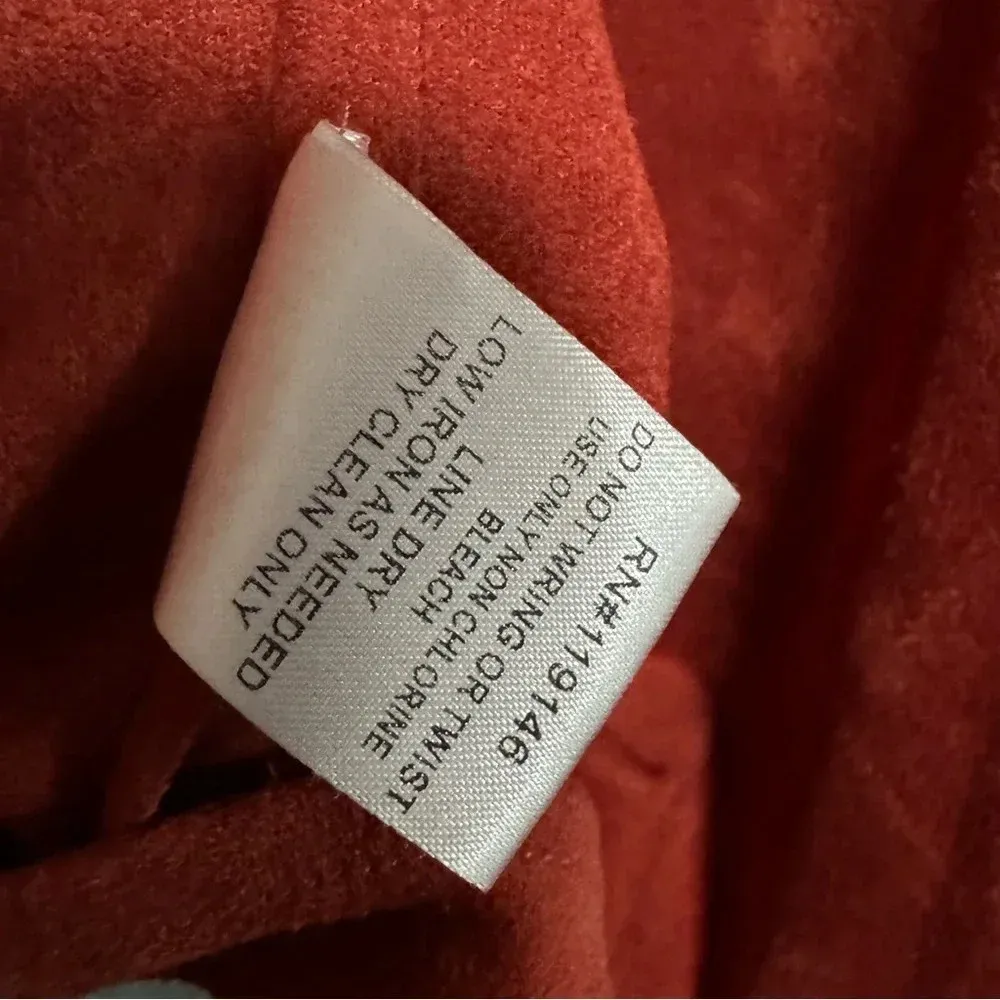 RN#119146
DO NOT WRING OR TWIST
USE ONLY NON CHLORINE
BLEACH
LINE DRY
LOW IRON AS NEEDED
DRY CLEAN ONLY